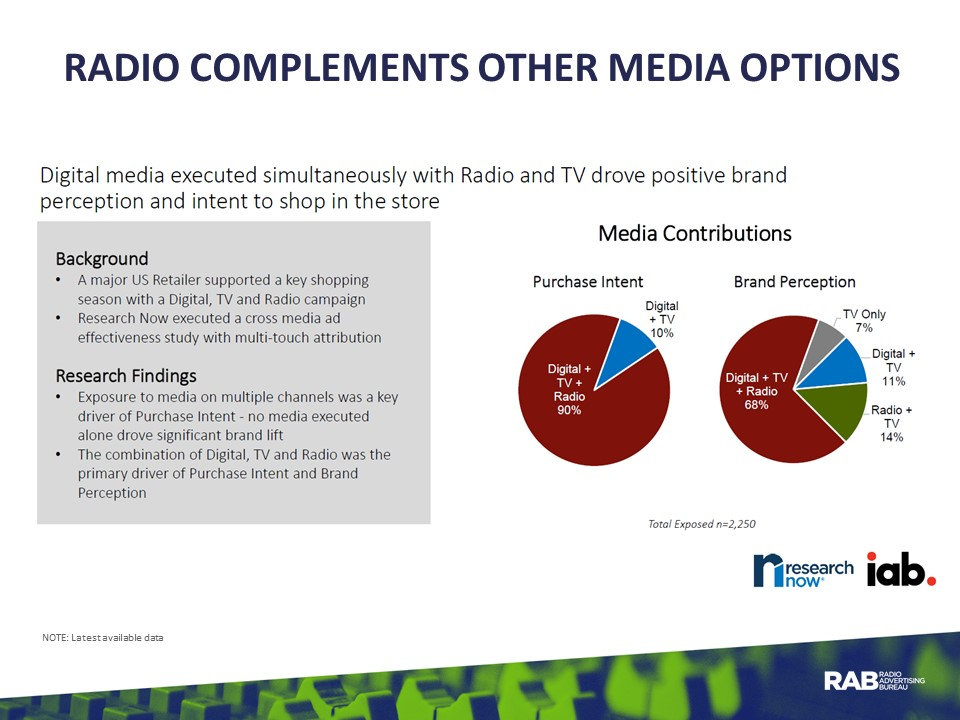 RADIO COMPLEMENTS OTHER MEDIA OPTIONS
Digital media executed simultaneously with Radio and TV drove positive brand
perception and intent to shop in the store
Background
• A major US Retailer supported a key shopping
season with a Digital, TV and Radio campaign
• Research Now executed a cross media ad
effectiveness study with multi-touch attribution
Research Findings
• Exposure to media on multiple channels was a key
driver of Purchase Intent - no media executed
alone drove significant brand lift
• The combination of Digital, TV and Radio was the
primary driver of Purchase Intent and Brand
Perception
Media Contributions
Purchase Intent
Digital
+ TV
10%
Digital +
TV +
Radio
90%
Brand Perception
TV Only
7%
Digital +
TV
11%
Radio +
TV
14%
Digital + TV
+ Radio
68%
Total Exposed n=2,250
research
now®
iab.
NOTE: Latest available data
RAB
RADIO
ADVERTISING
BUREAU